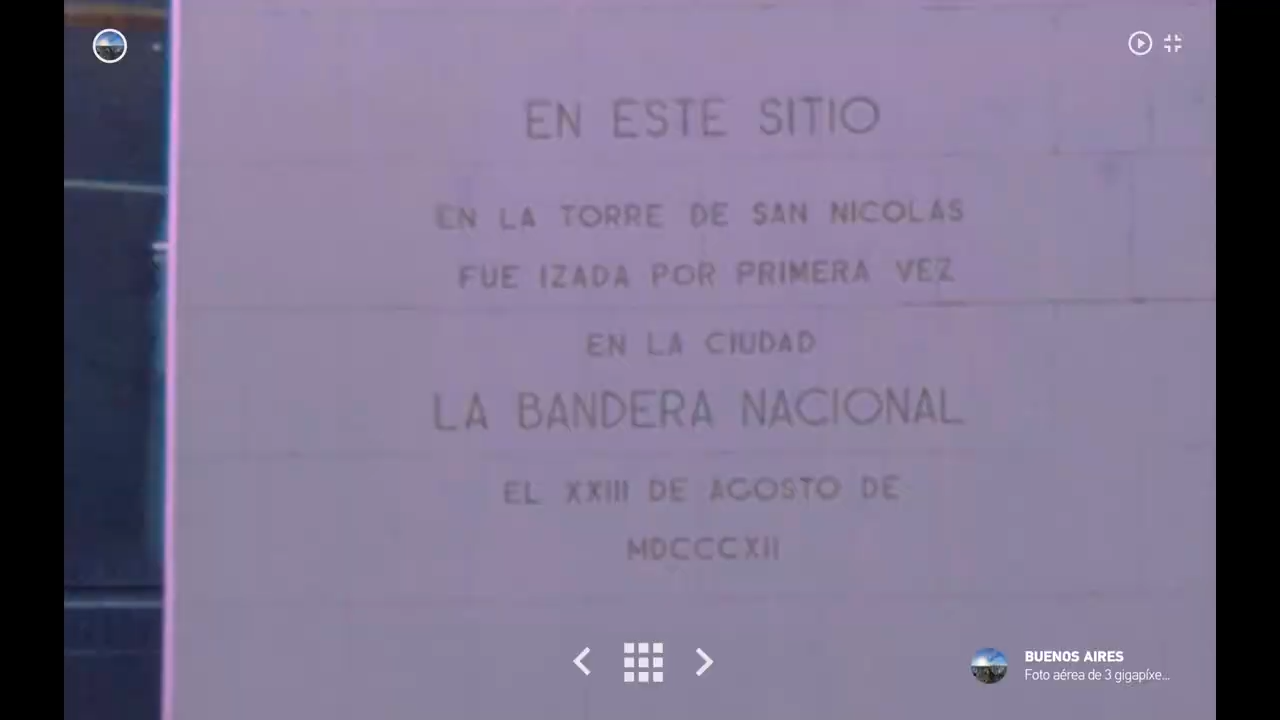 EN ESTE SITIO
EN LA TORRE DE SAN NICOLAS
FUE IZADA POR PRIMERA VEZ
EN LA CIUDAD
LA BANDERA NACIONAL
EL XXIII DE AGOSTO DE
MDCCCXII
BUENOS AIRES
Foto aérea de 3 gigapíxe...